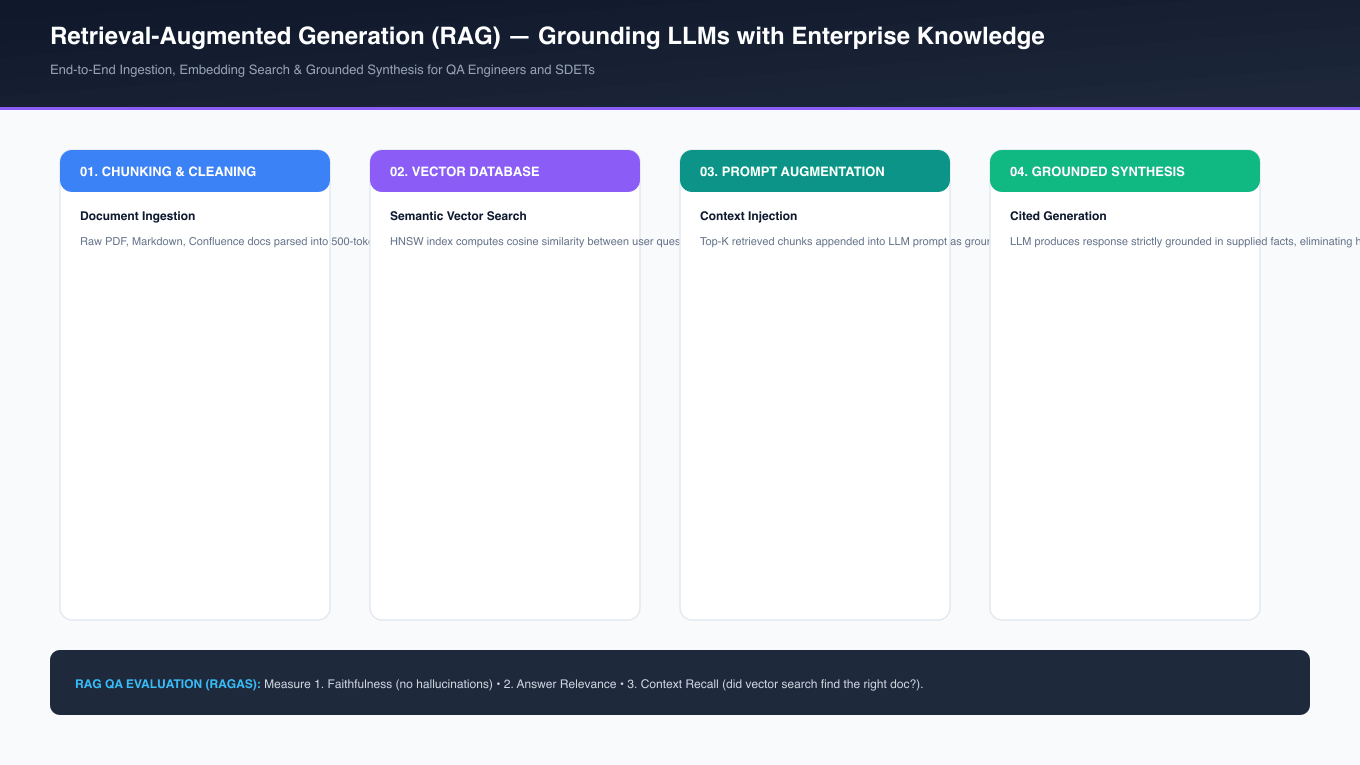 Retrieval-Augmented Generation (RAG) — Grounding LLMs with Enterprise Knowledge
End-to-End Ingestion, Embedding Search & Grounded Synthesis for QA Engineers and SDETs
01. CHUNKING & CLEANING
Document Ingestion
Raw PDF, Markdown, Confluence docs parsed into
02. VECTOR DATABASE
Semantic Vector Search
HNSW index computes cosine similarity between user
03. PROMPT AUGMENTATION
Context Injection
Top-K retrieved chunks appended into LLM prompt as
04. GROUNDED SYNTHESIS
Cited Generation
LLM produces response strictly grounded in supplied facts, eliminating
RAG QA EVALUATION (RAGAS): Measure 1. Faithfulness (no hallucinations) • 2. Answer Relevance • 3. Context Recall (did vector search find the right doc?).